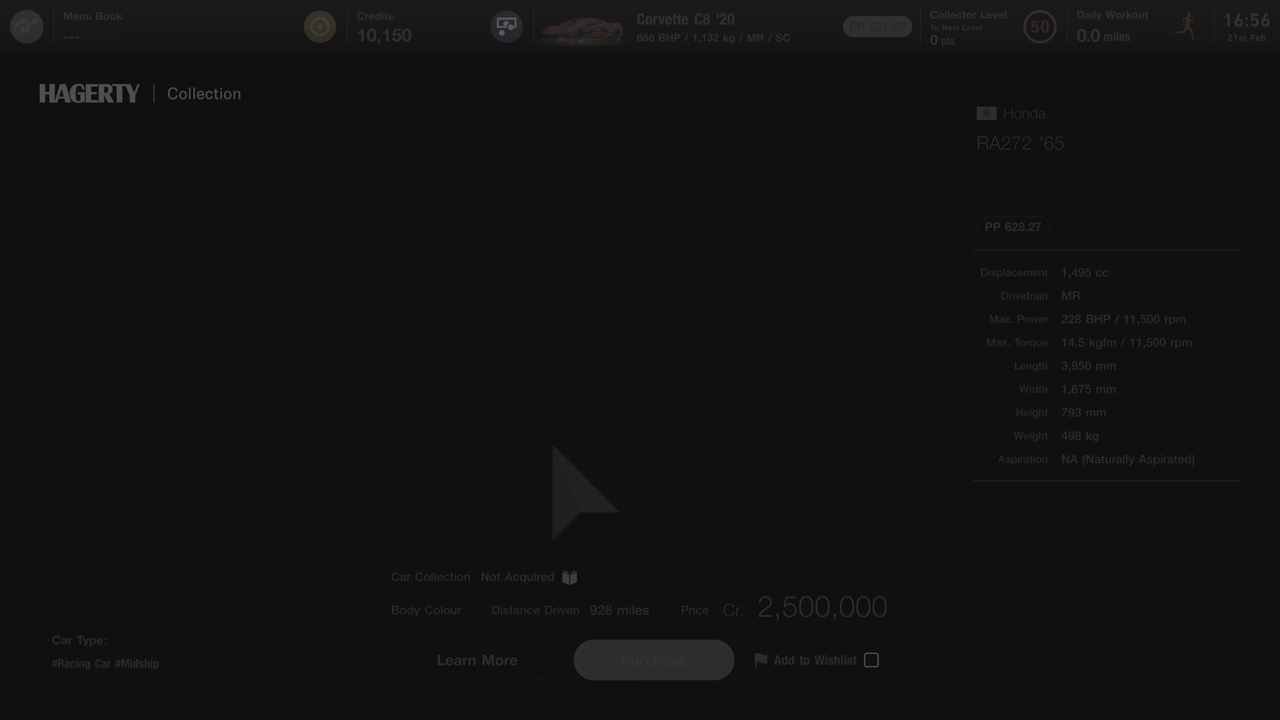 Menu Book
---
Credits
10,150
Corvette C8 '20
686 BHP / 1,132 kg / MR / SC
Collector Level
To Next Level
0 pts
50
Daily Workout
0.0 miles
16:56
21st Feb
HAGERTY | Collection
Honda
RA272 '65
PP 628.27
Displacement 1,495 cc
Drivetrain MR
Max. Power 228 BHP / 11,500 rpm
Max. Torque 14.5 kgfm / 11,500 rpm
Length 3,950 mm
Width 1,675 mm
Height 793 mm
Weight 498 kg
Aspiration NA (Naturally Aspirated)
Car Collection Not Acquired
Body Colour Distance Driven 928 miles Price Cr. 2,500,000
Car Type:
#Racing Car #Midship
Learn More
Purchase
Add to Wishlist